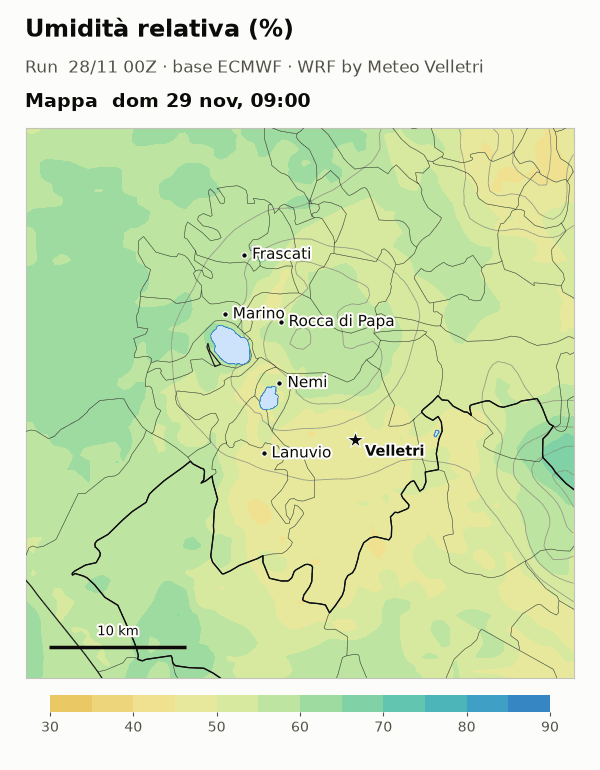 Umidità relativa (%)
Run  28/11 00Z · base ECMWF · WRF by Meteo Velletri
Mappa  dom 29 nov, 09:00
Frascati
Marino
Rocca di Papa
Nemi
Velletri
Lanuvio
10 km
30 40 50 60 70 80 90